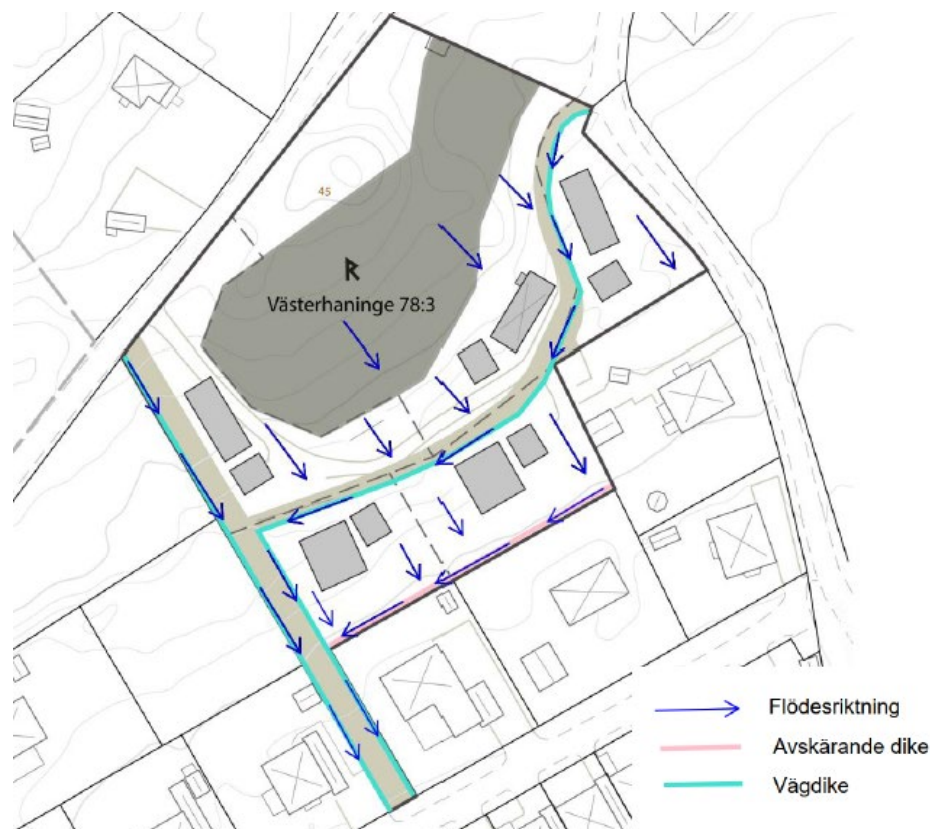 45
R
Västerhaninge 78:3
Flödesriktning
Avskärande dike
Vägdike